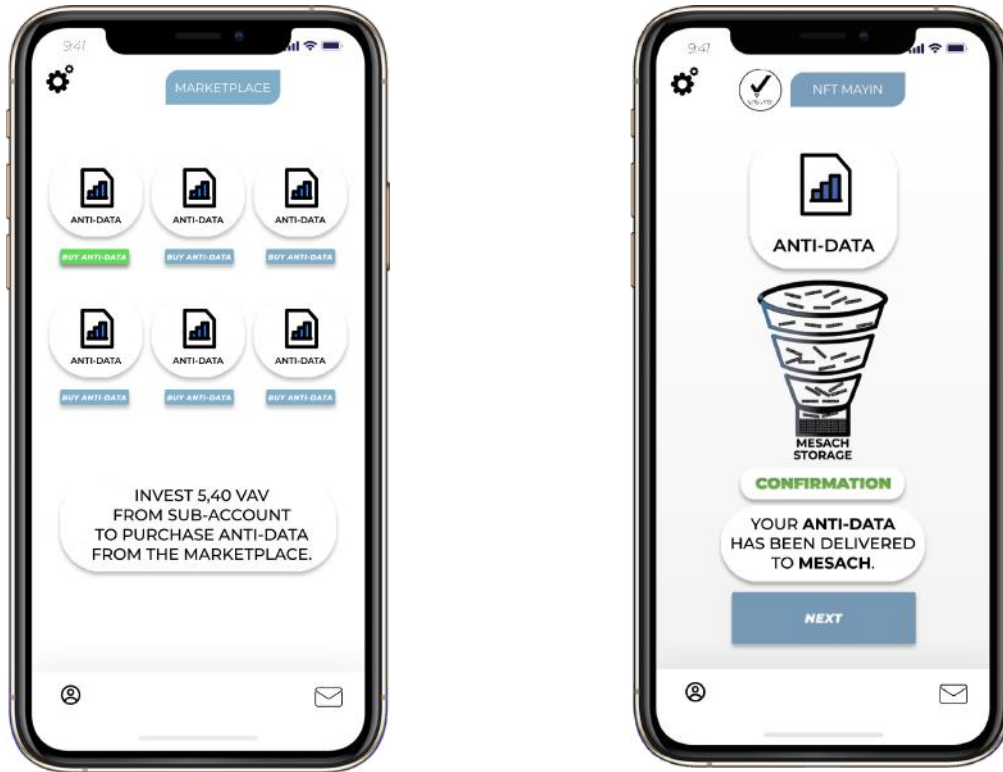 9:41
MARKETPLACE
ANTI-DATA ANTI-DATA ANTI-DATA
BUY ANTI-DATA BUY ANTI-DATA BUY ANTI-DATA
ANTI-DATA ANTI-DATA ANTI-DATA
BUY ANTI-DATA BUY ANTI-DATA BUY ANTI-DATA
INVEST 5,40 VAV
FROM SUB-ACCOUNT
TO PURCHASE ANTI-DATA
FROM THE MARKETPLACE.
9:41
NFT MAYIN
ANTI-DATA
MESACH
STORAGE
CONFIRMATION
YOUR ANTI-DATA
HAS BEEN DELIVERED
TO MESACH.
NEXT